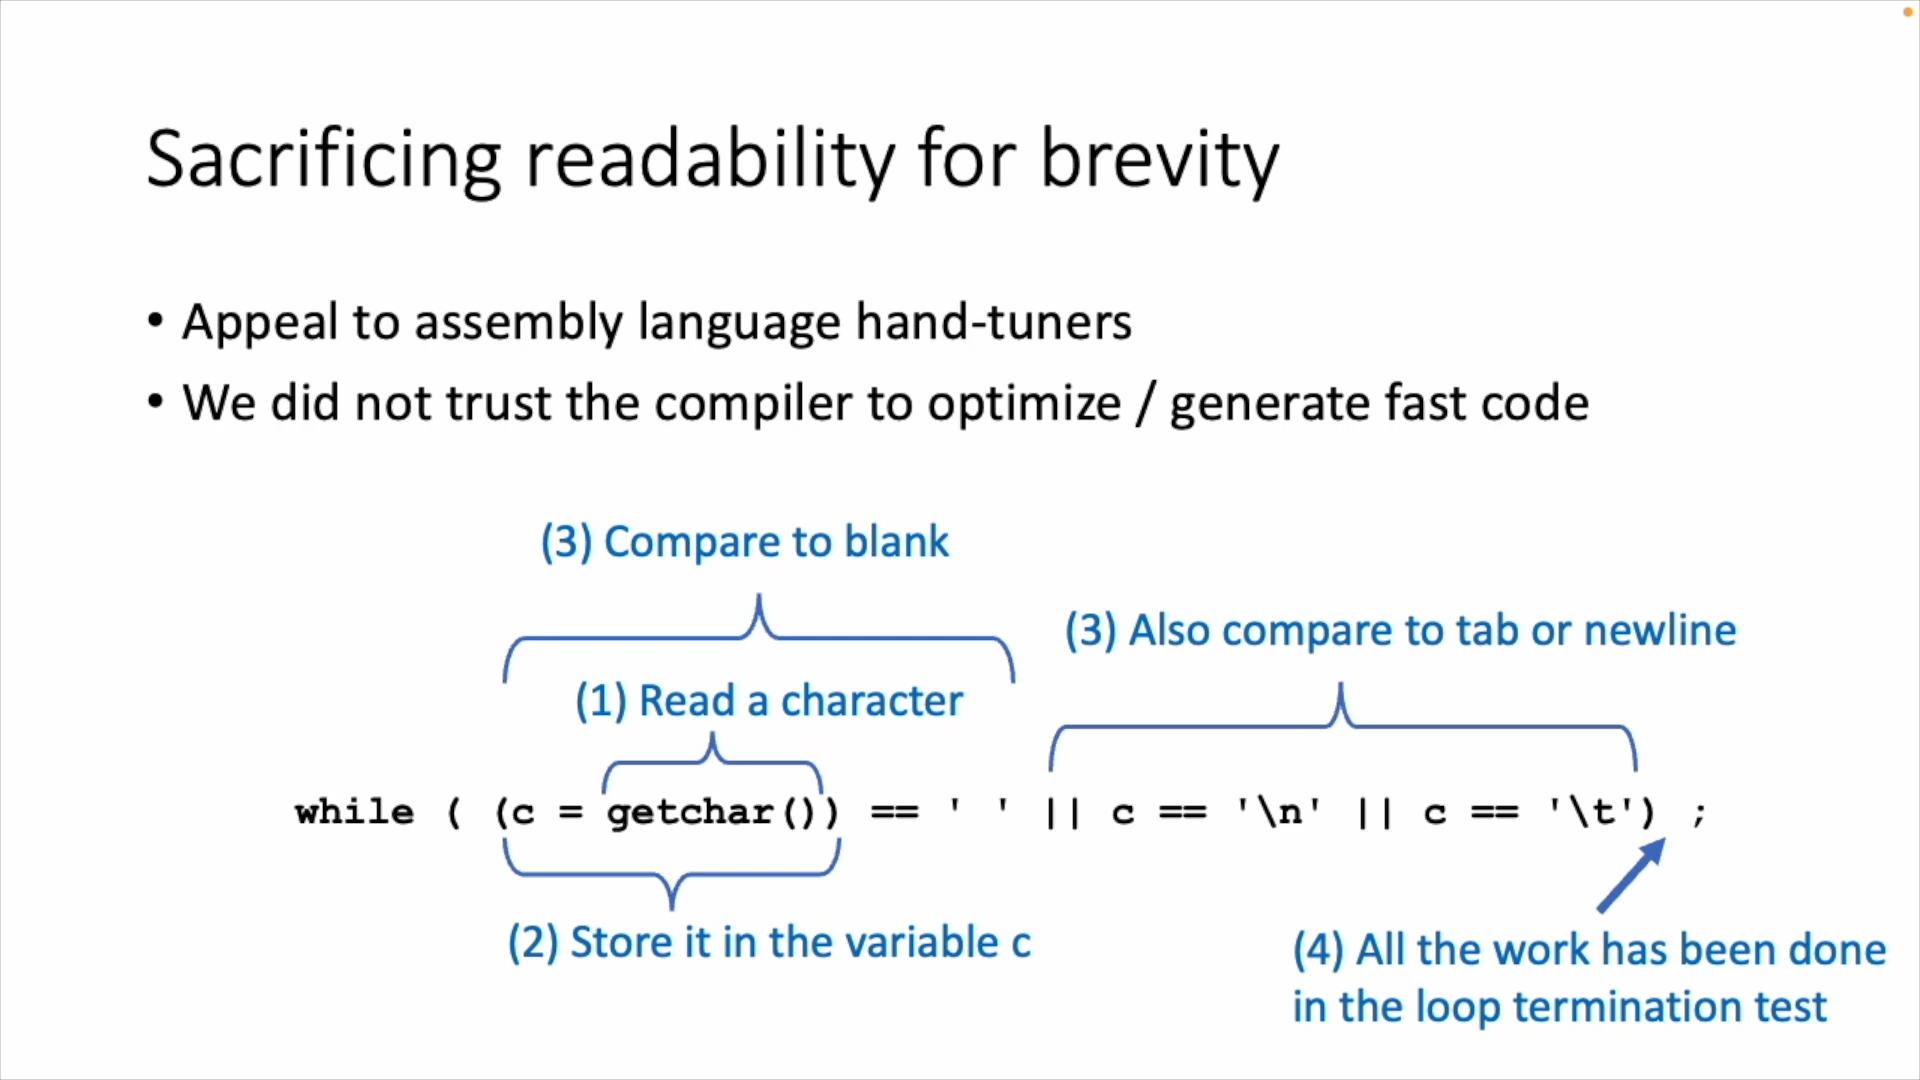 Sacrificing readability for brevity
• Appeal to assembly language hand-tuners
• We did not trust the compiler to optimize / generate fast code
(3) Compare to blank
(3) Also compare to tab or newline
(1) Read a character
while ( (c = getchar()) == ' ' || c == '\n' || c == '\t') ;
(2) Store it in the variable c
(4) All the work has been done
in the loop termination test